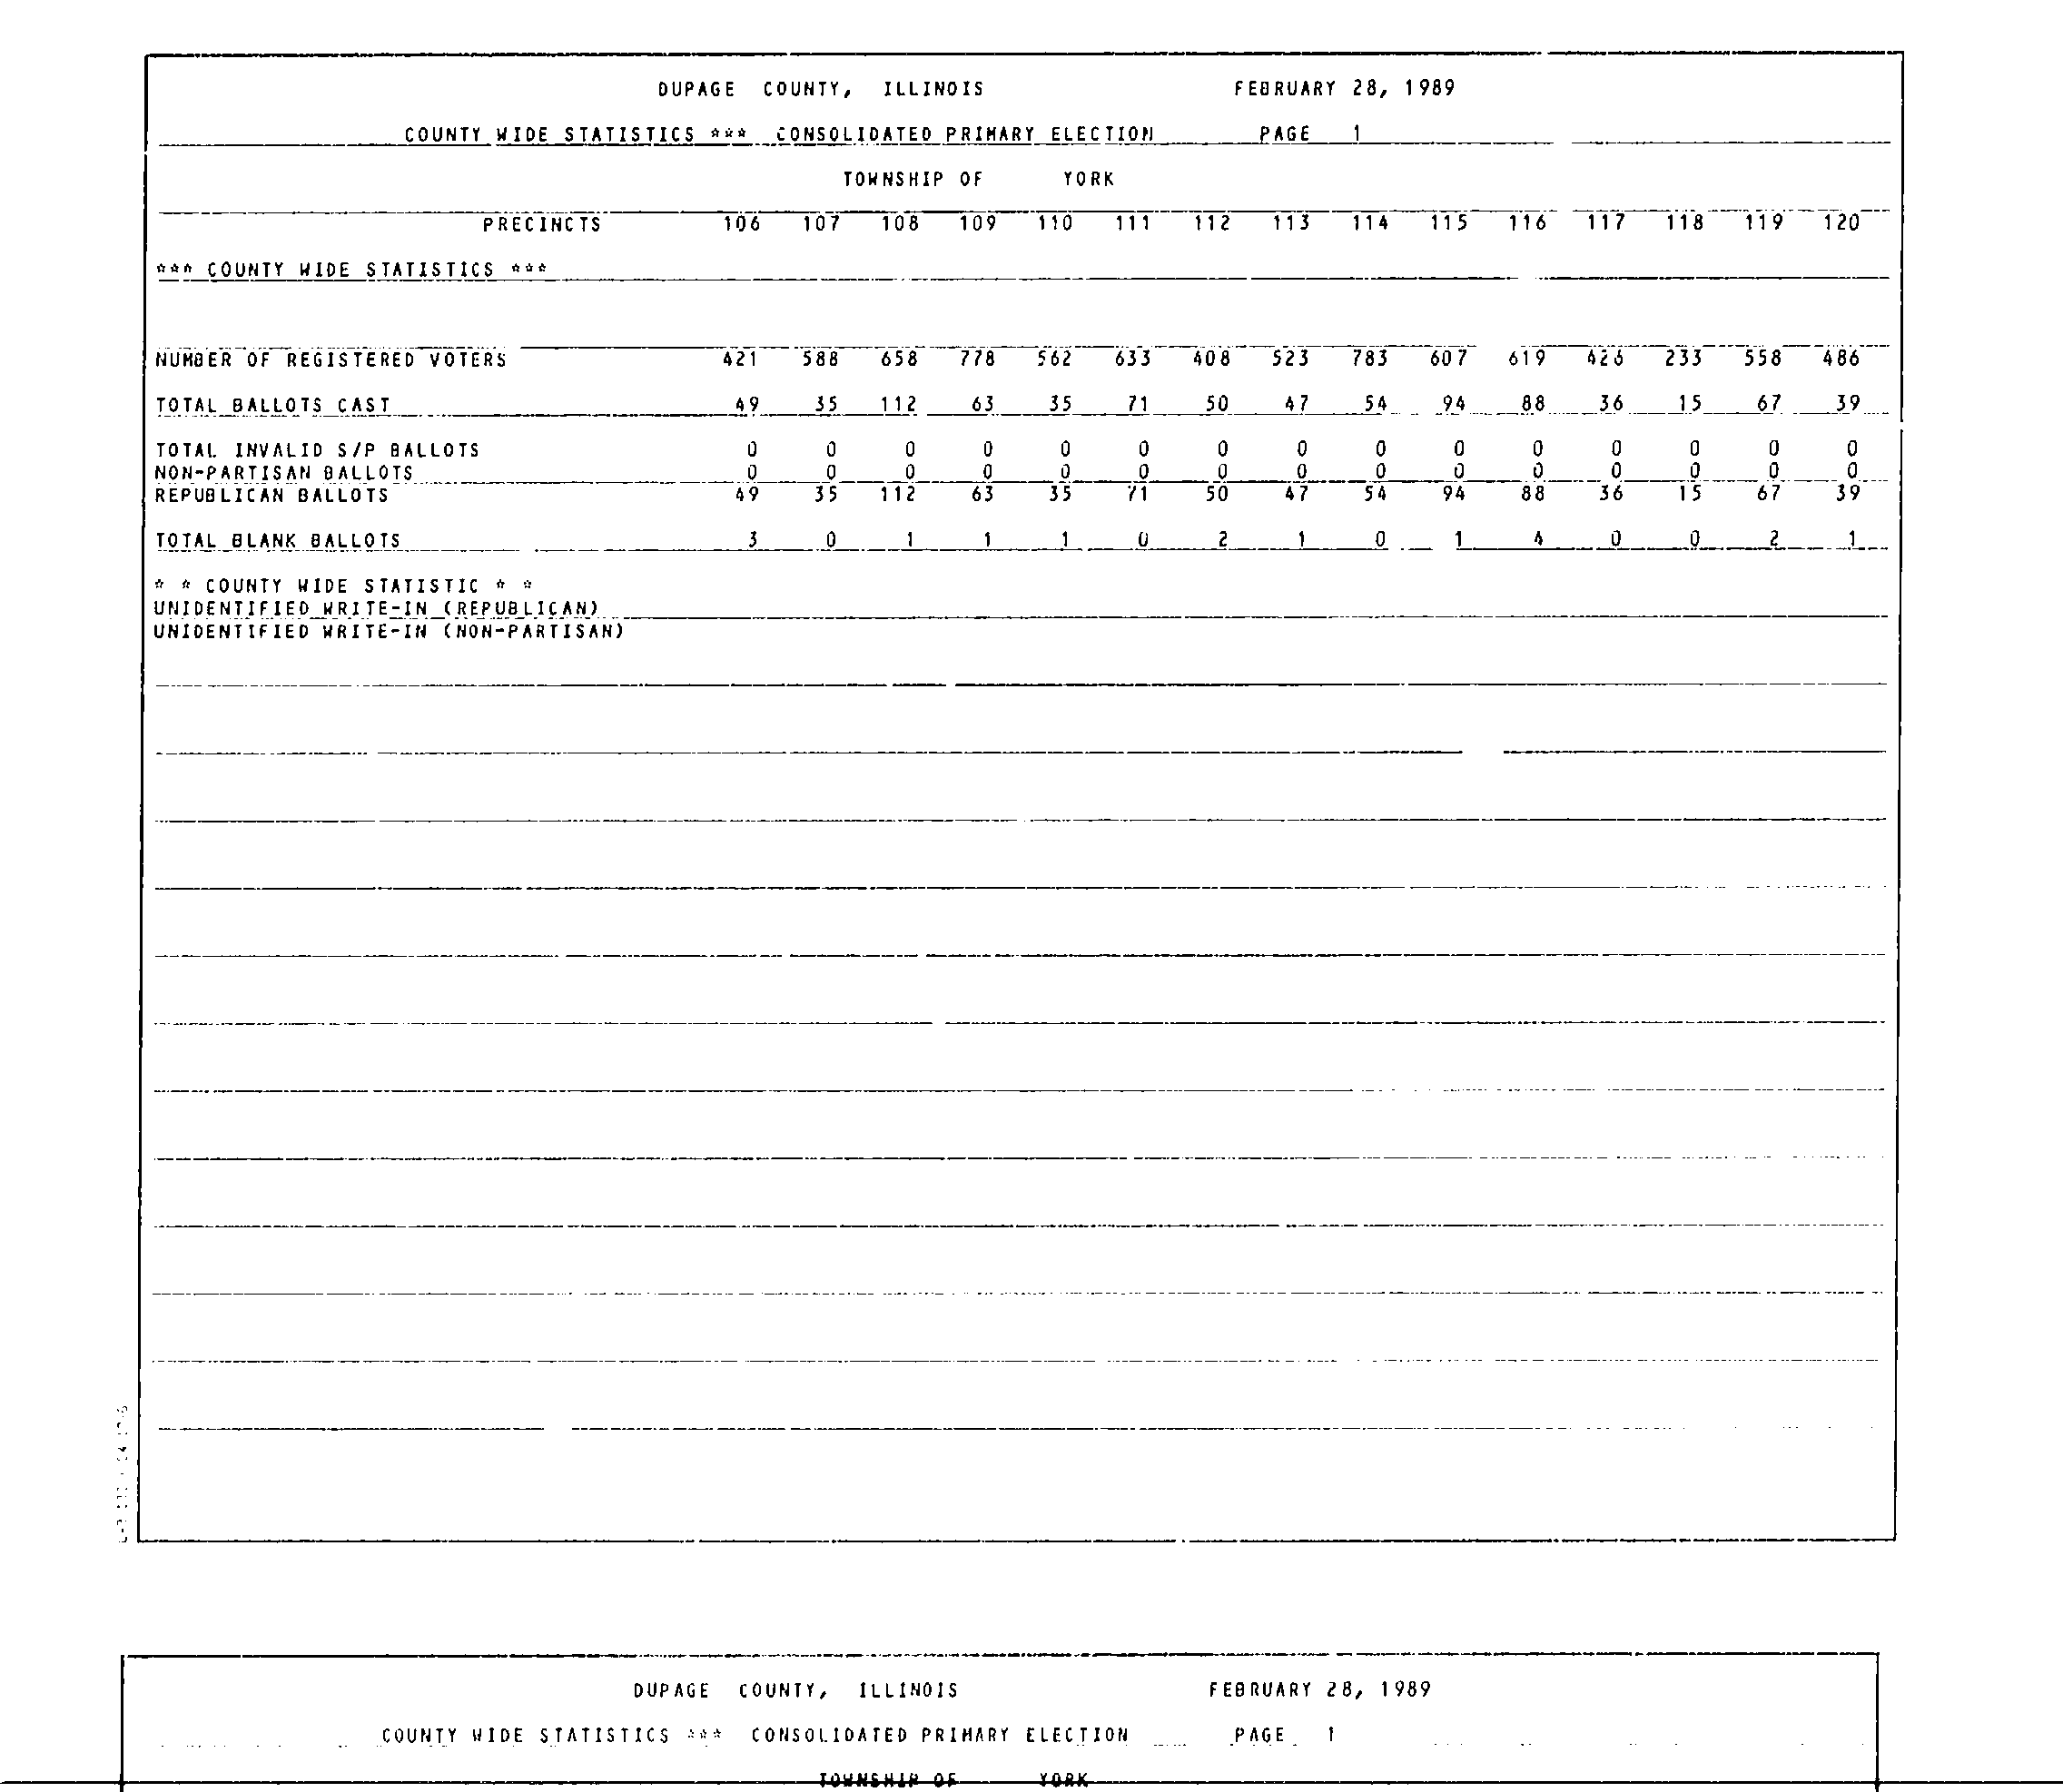 DUPAGE COUNTY, ILLINOIS FEBRUARY 28, 1989
COUNTY WIDE STATISTICS *** CONSOLIDATED PRIMARY ELECTION PAGE 1
TOWNSHIP OF YORK
PRECINCTS 106 107 108 109 110 111 112 113 114 115 116 117 118 119 120
*** COUNTY WIDE STATISTICS ***
NUMBER OF REGISTERED VOTERS 421 588 658 778 562 633 408 523 783 607 619 426 233 558 486
TOTAL BALLOTS CAST 49 35 112 63 35 71 50 47 54 94 88 36 15 67 39
TOTAL INVALID S/P BALLOTS 0 0 0 0 0 0 0 0 0 0 0 0 0 0 0
NON-PARTISAN BALLOTS 0 0 0 0 0 0 0 0 0 0 0 0 0 0 0
REPUBLICAN BALLOTS 49 35 112 63 35 71 50 47 54 94 88 36 15 67 39
TOTAL BLANK BALLOTS 3 0 1 1 1 0 2 1 0 1 4 0 0 2 1
* * COUNTY WIDE STATISTIC * *
UNIDENTIFIED WRITE-IN (REPUBLICAN)
UNIDENTIFIED WRITE-IN (NON-PARTISAN)
DUPAGE COUNTY, ILLINOIS FEBRUARY 28, 1989
COUNTY WIDE STATISTICS *** CONSOLIDATED PRIMARY ELECTION PAGE 1
TOWNSHIP OF YORK